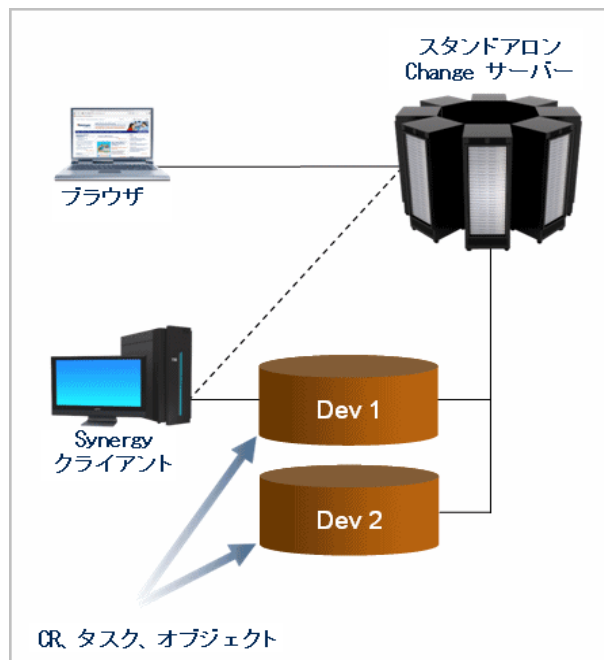 スタンドアロン
Change サーバー
ブラウザ
Synergy
クライアント
Dev 1
Dev 2
CR、タスク、オブジェクト